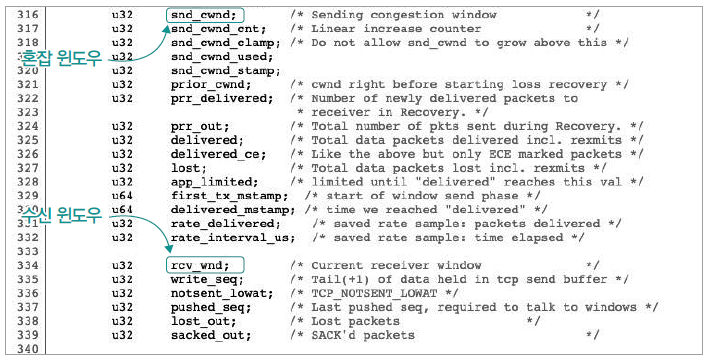 316 u32 snd_cwnd; /* Sending congestion window */
317 u32 snd_cwnd_cnt; /* Linear increase counter */
318 u32 snd_cwnd_clamp; /* Do not allow snd_cwnd to grow above this */
혼잡 윈도우 u32 snd_cwnd_used;
320 u32 snd_cwnd_stamp;
321 u32 prior_cwnd; /* cwnd right before starting loss recovery */
322 u32 prr_delivered; /* Number of newly delivered packets to
323 * receiver in Recovery. */
324 u32 prr_out; /* Total number of pkts sent during Recovery. */
325 u32 delivered; /* Total data packets delivered incl. rexmits */
326 u32 delivered_ce; /* Like the above but only ECE marked packets */
327 u32 lost; /* Total data packets lost incl. rexmits */
328 u32 app_limited; /* limited until "delivered" reaches this val */
329 u64 first_tx_mstamp; /* start of window send phase */
수신 윈도우 u64 delivered_mstamp; /* time we reached "delivered" */
331 u32 rate_delivered; /* saved rate sample: packets delivered */
332 u32 rate_interval_us; /* saved rate sample: time elapsed */
333
334 u32 rcv_wnd; /* Current receiver window */
335 u32 write_seq; /* Tail(+1) of data held in tcp send buffer */
336 u32 notsent_lowat; /* TCP_NOTSENT_LOWAT */
337 u32 pushed_seq; /* Last pushed seq, required to talk to windows */
338 u32 lost_out; /* Lost packets */
339 u32 sacked_out; /* SACK'd packets */
340